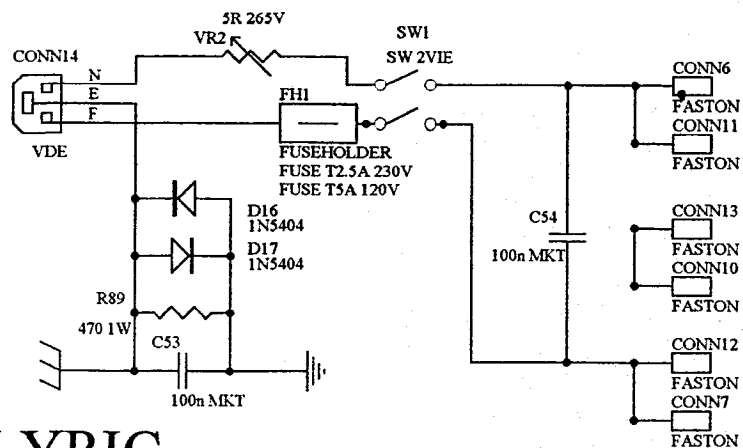 5R 265V
VR2
SW1
SW 2VIE
CONN14
N
E
F
VDE
FH1
FUSEHOLDER
FUSE T2.5A 230V
FUSE T5A 120V
CONN6
FASTON
CONN11
FASTON
D16
1N5404
D17
1N5404
C54
100n MKT
CONN13
FASTON
CONN10
FASTON
R89
470 1W
C53
100n MKT
CONN12
FASTON
CONN7
FASTON